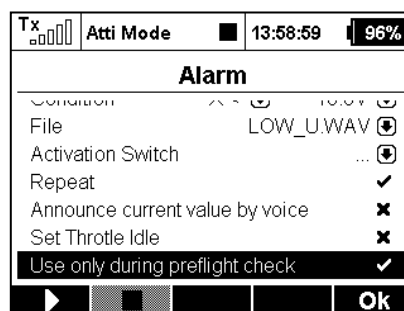 Tx Atti Mode 13:58:59 96%
Alarm
File LOW_U.WAV
Activation Switch ...
Repeat
Announce current value by voice
Set Throtle Idle
Use only during preflight check
Ok